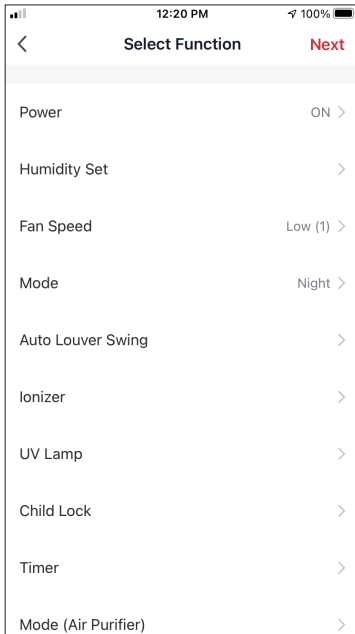 12:20 PM 100%
Select Function Next
Power ON
Humidity Set
Fan Speed Low (1)
Mode Night
Auto Louver Swing
Ionizer
UV Lamp
Child Lock
Timer
Mode (Air Purifier)